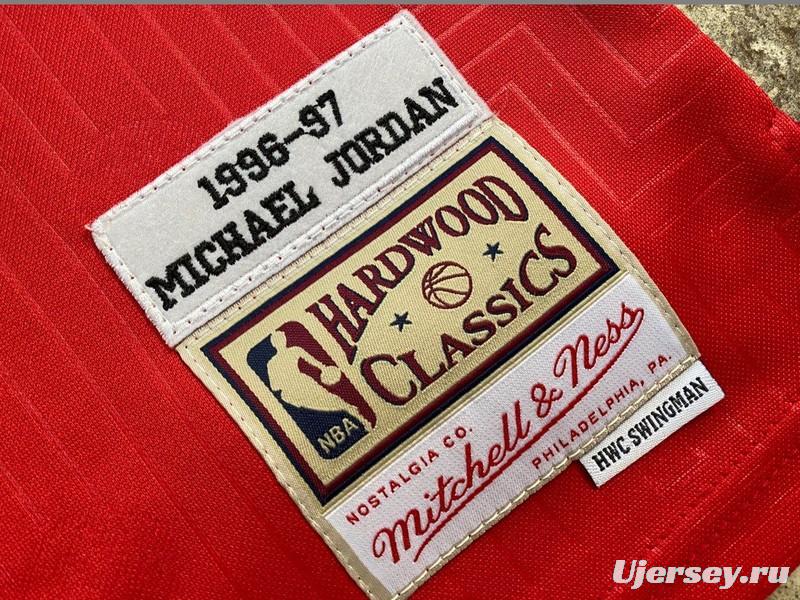 1996-97
MICHAEL JORDAN
HARDWOOD
CLASSICS
NBA
NOSTALGIA CO.
Mitchell & Ness
PHILADELPHIA, PA.
HWC SWINGMAN
Ujersey.ru